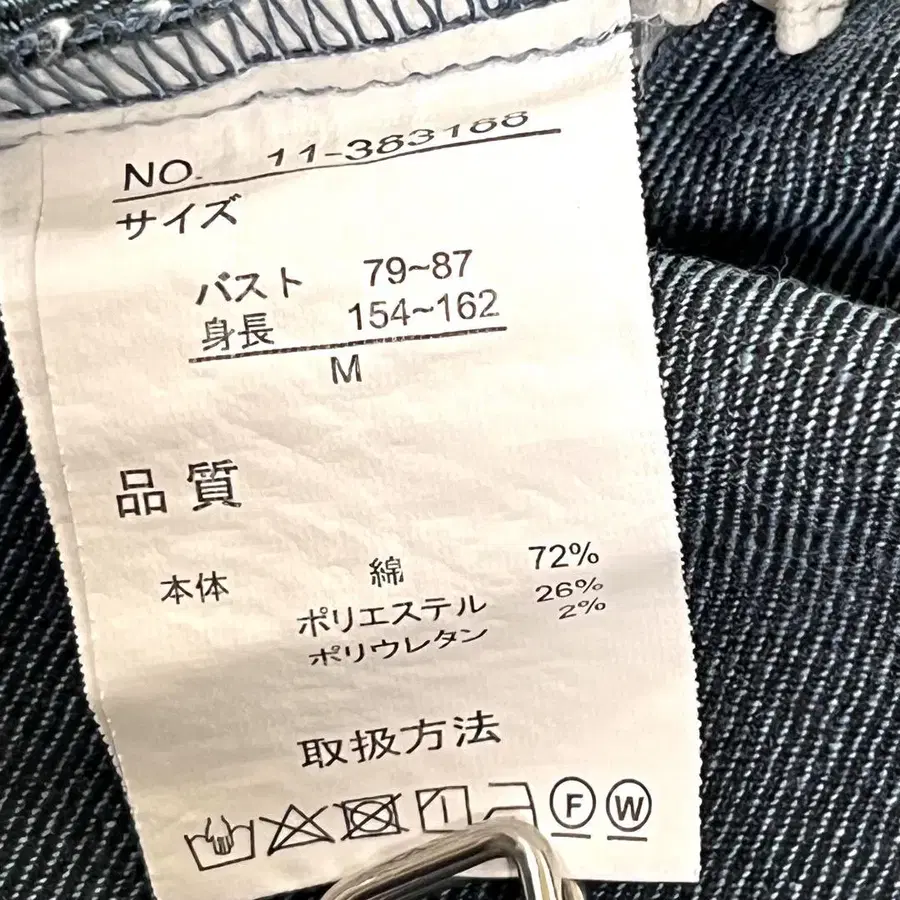 NO. 11-383188
サイズ
バスト 79~87
身長 154~162
M
品質
本体 綿 72%
ポリエステル 26%
ポリウレタン 2%
取扱方法
F W